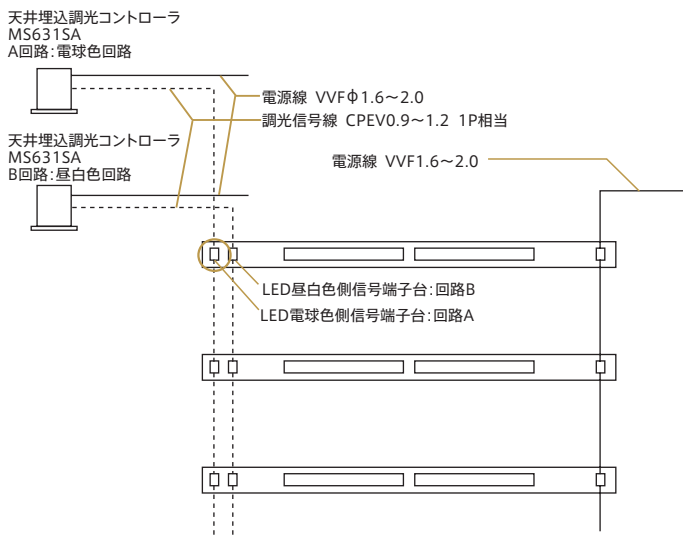 天井埋込調光コントローラ
MS631SA
A回路:電球色回路
電源線 VVFφ1.6～2.0
調光信号線 CPEV0.9～1.2 1P相当
天井埋込調光コントローラ
MS631SA
B回路:昼白色回路
電源線 VVF1.6～2.0
LED昼白色側信号端子台:回路B
LED電球色側信号端子台:回路A